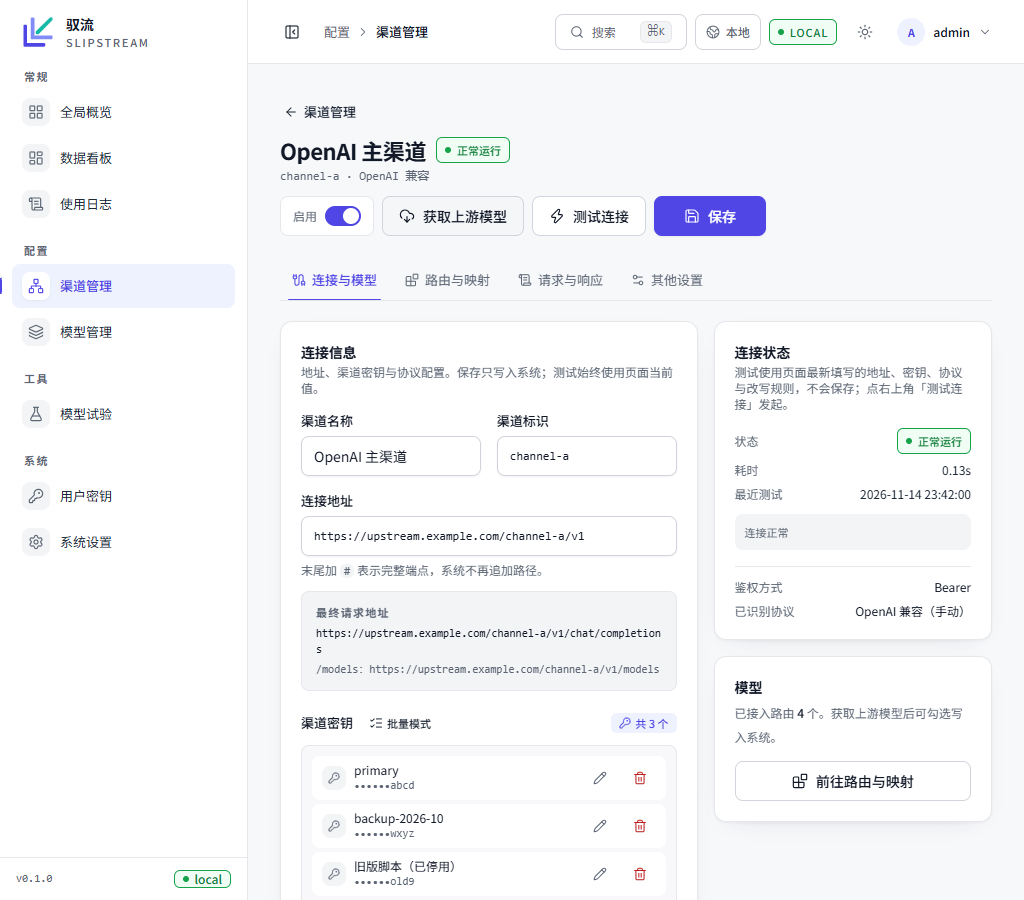 驭流
SLIPSTREAM
常规
全局概览
数据看板
使用日志
配置
渠道管理
模型管理
工具
模型试验
系统
用户密钥
系统设置
v0.1.0
local
配置
渠道管理
搜索
⌘K
本地
LOCAL
A
admin
渠道管理
OpenAI 主渠道
正常运行
channel-a · OpenAI 兼容
启用
获取上游模型
测试连接
保存
连接与模型
路由与映射
请求与响应
其他设置
连接信息
地址、渠道密钥与协议配置。保存只写入系统；测试始终使用页面当前
值。
渠道名称
渠道标识
OpenAI 主渠道
channel-a
连接地址
https://upstream.example.com/channel-a/v1
末尾加 # 表示完整端点，系统不再追加路径。
最终请求地址
https://upstream.example.com/channel-a/v1/chat/completion
s
/models: https://upstream.example.com/channel-a/v1/models
渠道密钥
批量模式
共 3 个
primary
••••••abcd
backup-2026-10
••••••wxyz
旧版脚本（已停用）
••••••old9
连接状态
测试使用页面最新填写的地址、密钥、协议
与改写规则，不会保存；点右上角「测试连
接」发起。
状态
正常运行
耗时
0.13s
最近测试
2026-11-14 23:42:00
连接正常
鉴权方式
Bearer
已识别协议
OpenAI 兼容（手动）
模型
已接入路由 4 个。获取上游模型后可勾选写
入系统。
前往路由与映射